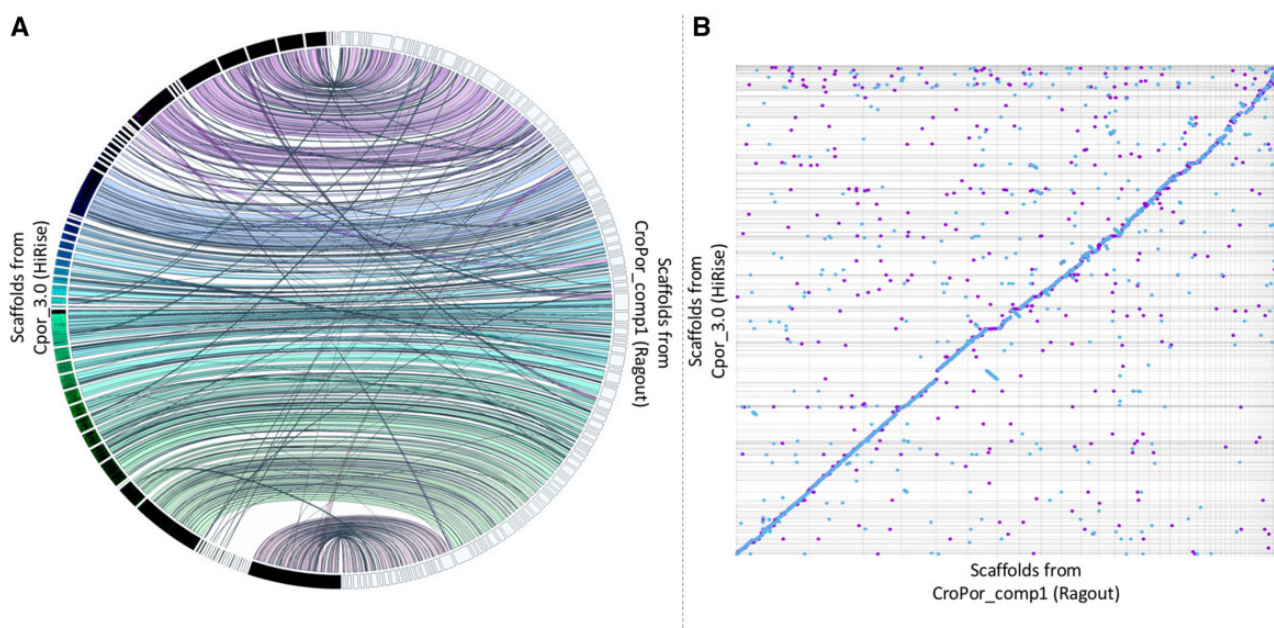 A
B
Scaffolds from
Cpor_3.0 (HiRise)
Scaffolds from
CroPor_comp1 (Ragout)
Scaffolds from
Cpor_3.0 (HiRise)
Scaffolds from
CroPor_comp1 (Ragout)